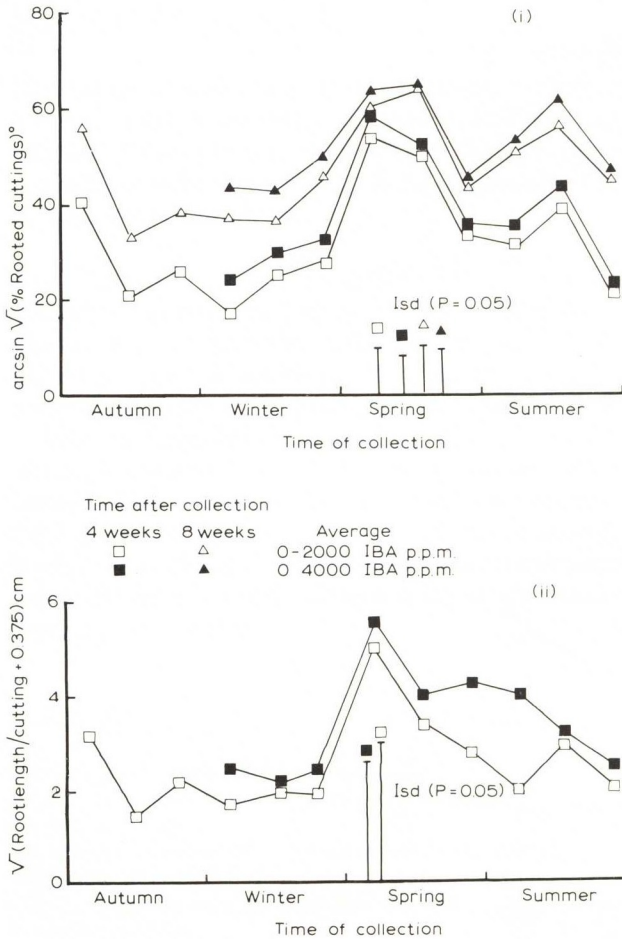 80
(i)
60
40
20
0
arcsin √(% Rooted cuttings)°
lsd (P=0.05)
Autumn Winter Spring Summer
Time of collection
Time after collection
4 weeks 8 weeks Average
0-2000 IBA p.p.m.
0 4000 IBA p.p.m.
6
(ii)
4
2
0
√(Rootlength/cutting + 0.375)cm
lsd (P=0.05)
Autumn Winter Spring Summer
Time of collection